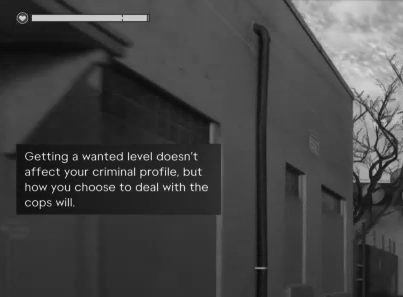 Getting a wanted level doesn't
affect your criminal profile, but
how you choose to deal with the
cops will.